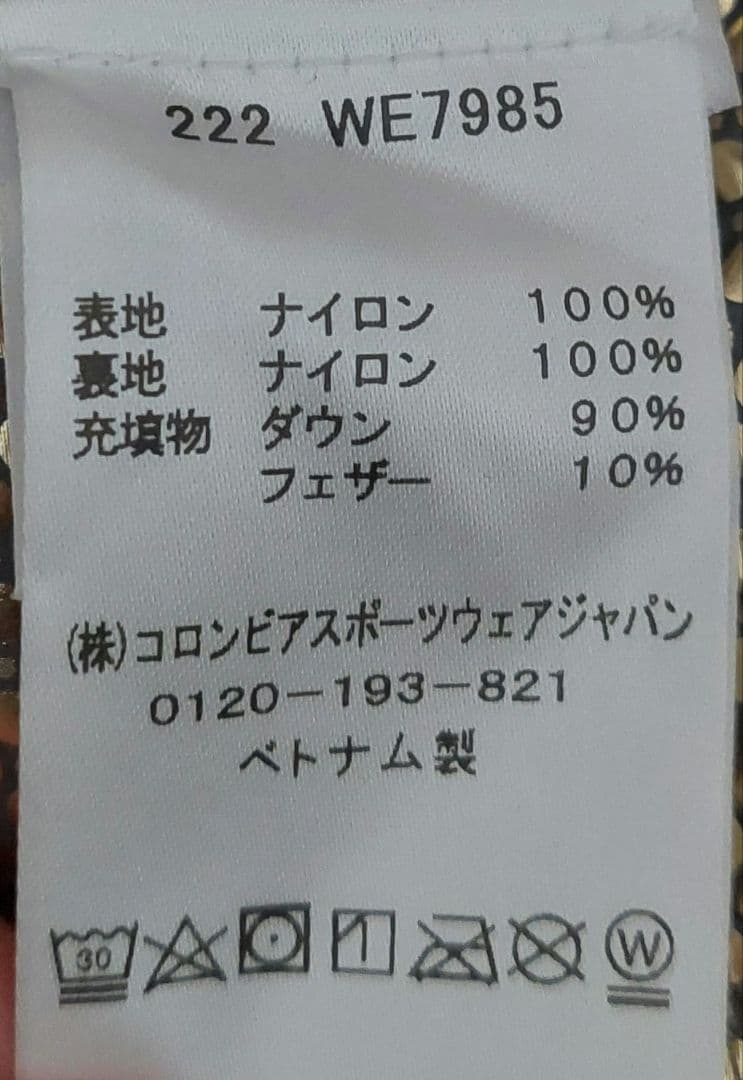 222 WE7985
表地 ナイロン 100%
裏地 ナイロン 100%
充填物 ダウン 90%
フェザー 10%
(株)コロンビアスポーツウェアジャパン
0120-193-821
ベトナム製
30 W